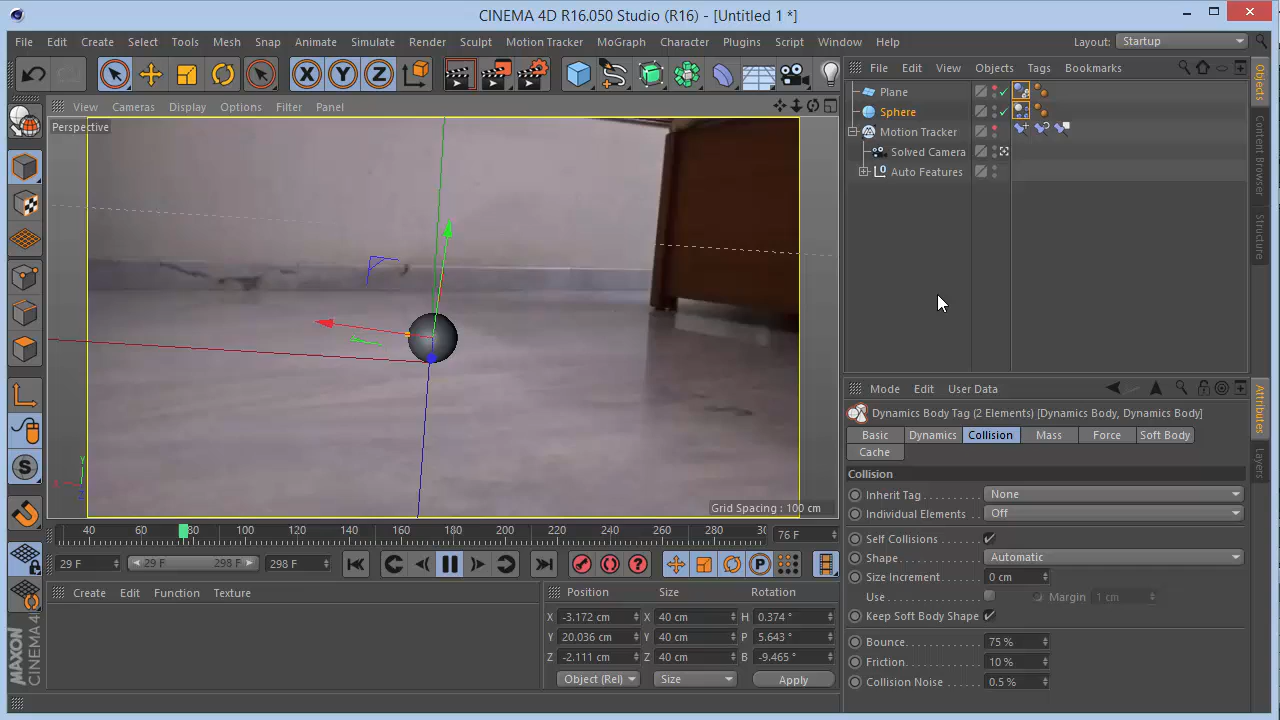 CINEMA 4D R16.050 Studio (R16) - [Untitled 1 *]
File Edit Create Select Tools Mesh Snap Animate Simulate Render Sculpt Motion Tracker MoGraph Character Plugins Script Window Help Layout: Startup
X Y Z
File Edit View Objects Tags Bookmarks
View Cameras Display Options Filter Panel
Perspective
Plane
Sphere
Motion Tracker
Solved Camera
Auto Features
Objects
Content Browser
Structure
Mode Edit User Data
Dynamics Body Tag (2 Elements) [Dynamics Body, Dynamics Body]
Basic Dynamics Collision Mass Force Soft Body
Cache
Collision
Inherit Tag . . . . . . . . . None
Individual Elements . Off
Self Collisions . . . . .
Shape. . . . . . . . . . . . . Automatic
Size Increment . . . . 0 cm
Use . . . . . . . . . . . . . . . Margin 1 cm
Keep Soft Body Shape
Bounce. . . . . . . . . . . . 75 %
Friction. . . . . . . . . . . . 10 %
Collision Noise . . . . . 0.5 %
Attributes
Layers
Y
X
Z
Grid Spacing : 100 cm
40 60 80 100 120 140 160 180 200 220 240 260 280 30 76 F
29 F 29 F 298 F 298 F
P
Create Edit Function Texture
Position Size Rotation
X -3.172 cm X 40 cm H 0.374 °
Y 20.036 cm Y 40 cm P 5.643 °
Z -2.111 cm Z 40 cm B -9.465 °
Object (Rel) Size Apply
S
MAXON
CINEMA 4D